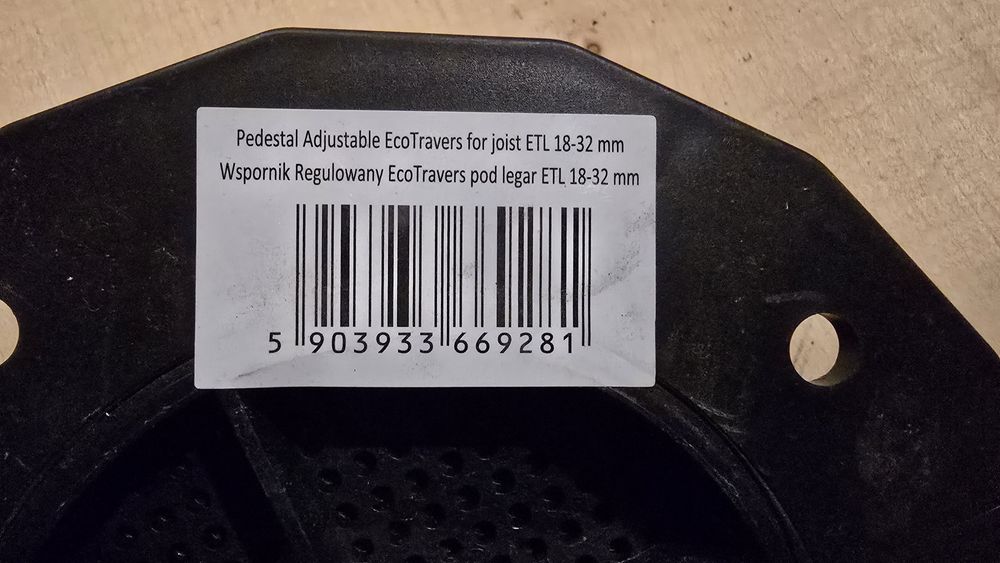 Pedestal Adjustable EcoTravers for joist ETL 18-32 mm
Wspornik Regulowany EcoTravers pod legar ETL 18-32 mm
5 903933 669281